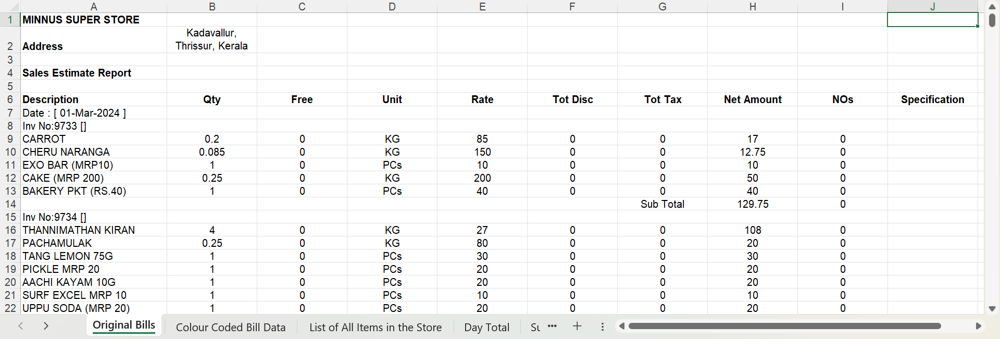 A B C D E F G H I J
1 MINNUS SUPER STORE
Kadavallur,
2 Address Thrissur, Kerala
3
4 Sales Estimate Report
5
6 Description Qty Free Unit Rate Tot Disc Tot Tax Net Amount NOs Specification
7 Date : [ 01-Mar-2024 ]
8 Inv No:9733 []
9 CARROT 0.2 0 KG 85 0 0 17 0
10 CHERU NARANGA 0.085 0 KG 150 0 0 12.75 0
11 EXO BAR (MRP10) 1 0 PCs 10 0 0 10 0
12 CAKE (MRP 200) 0.25 0 KG 200 0 0 50 0
13 BAKERY PKT (RS.40) 1 0 PCs 40 0 0 40 0
14 Sub Total 129.75 0
15 Inv No:9734 []
16 THANNIMATHAN KIRAN 4 0 KG 27 0 0 108 0
17 PACHAMULAK 0.25 0 KG 80 0 0 20 0
18 TANG LEMON 75G 1 0 PCs 30 0 0 30 0
19 PICKLE MRP 20 1 0 PCs 20 0 0 20 0
20 AACHI KAYAM 10G 1 0 PCs 20 0 0 20 0
21 SURF EXCEL MRP 10 1 0 PCs 10 0 0 10 0
22 UPPU SODA (MRP 20) 1 0 PCs 20 0 0 20 0
Original Bills Colour Coded Bill Data List of All Items in the Store Day Total